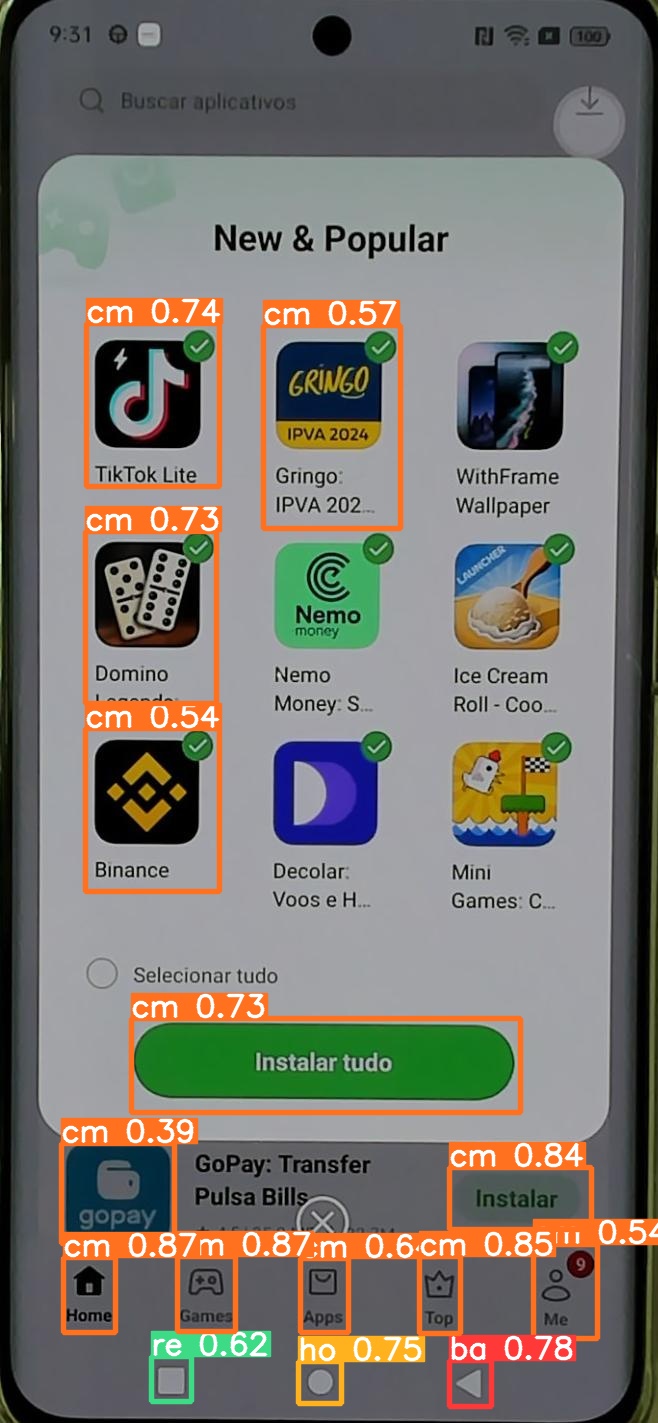 9:31
100
Buscar aplicativos
New & Popular
cm 0.74
cm 0.57
GRINGO
IPVA 2024
TikTok Lite
Gringo:
IPVA 202...
WithFrame
Wallpaper
cm 0.73
Nemo
money
LAUNCHER
Domino
Nemo
Money: S...
Ice Cream
Roll - Coo...
cm 0.54
Binance
Decolar:
Voos e H...
Mini
Games: C...
Selecionar tudo
cm 0.73
Instalar tudo
cm 0.39
gopay
GoPay: Transfer
Pulsa Bills
cm 0.84
Instalar
cm 0.87
m 0.87
cm 0.6
cm 0.85
0.54
9
Home
Games
Apps
Top
Me
re 0.62
ho 0.75
ba 0.78